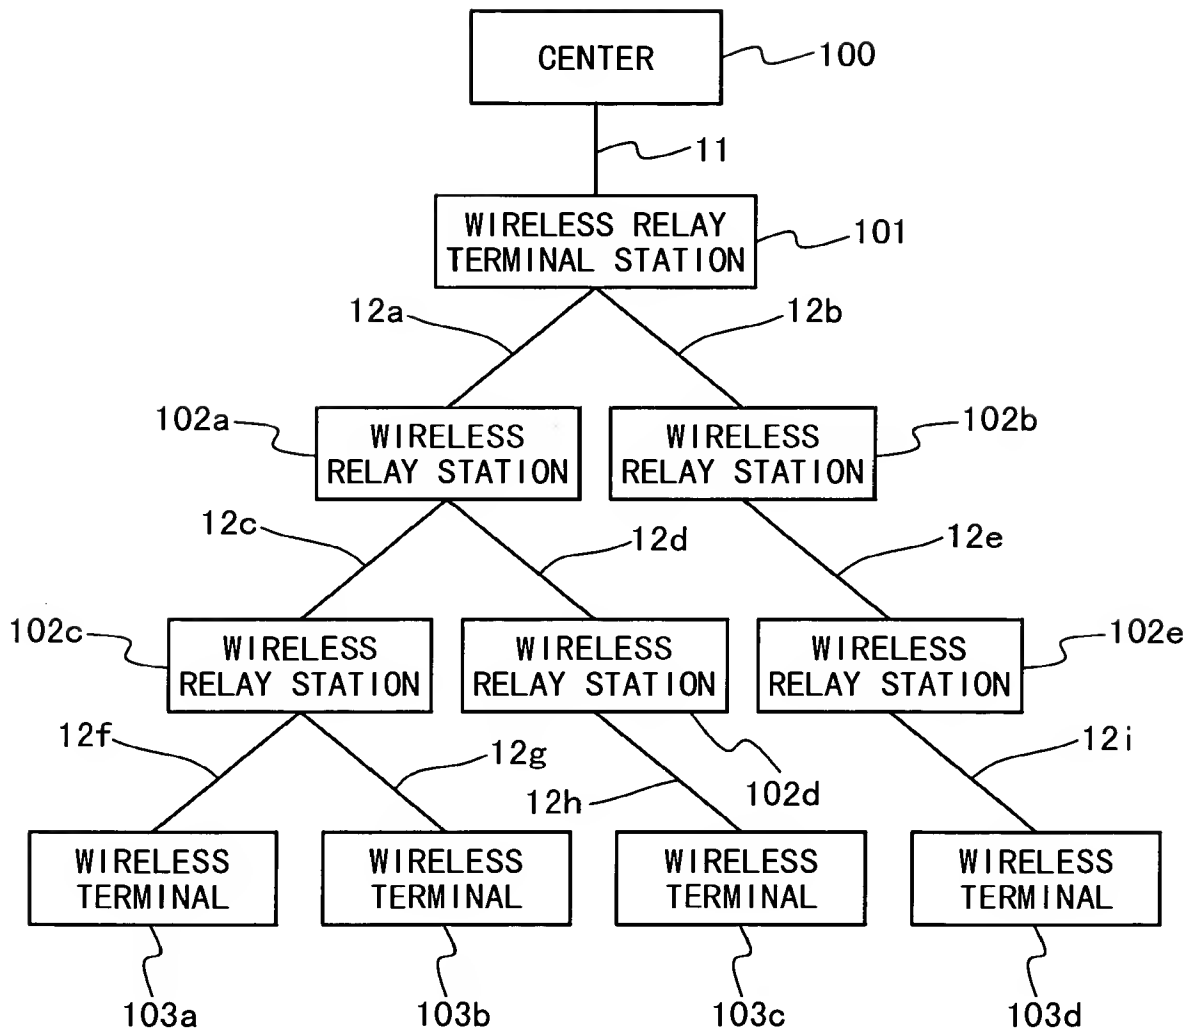 CENTER
100
11
WIRELESS RELAY
TERMINAL STATION
101
12a
12b
102a
WIRELESS
RELAY STATION
WIRELESS
RELAY STATION
102b
12c
12d
12e
102c
WIRELESS
RELAY STATION
WIRELESS
RELAY STATION
WIRELESS
RELAY STATION
102e
12f
12g
12h
102d
12i
WIRELESS
TERMINAL
WIRELESS
TERMINAL
WIRELESS
TERMINAL
WIRELESS
TERMINAL
103a
103b
103c
103d